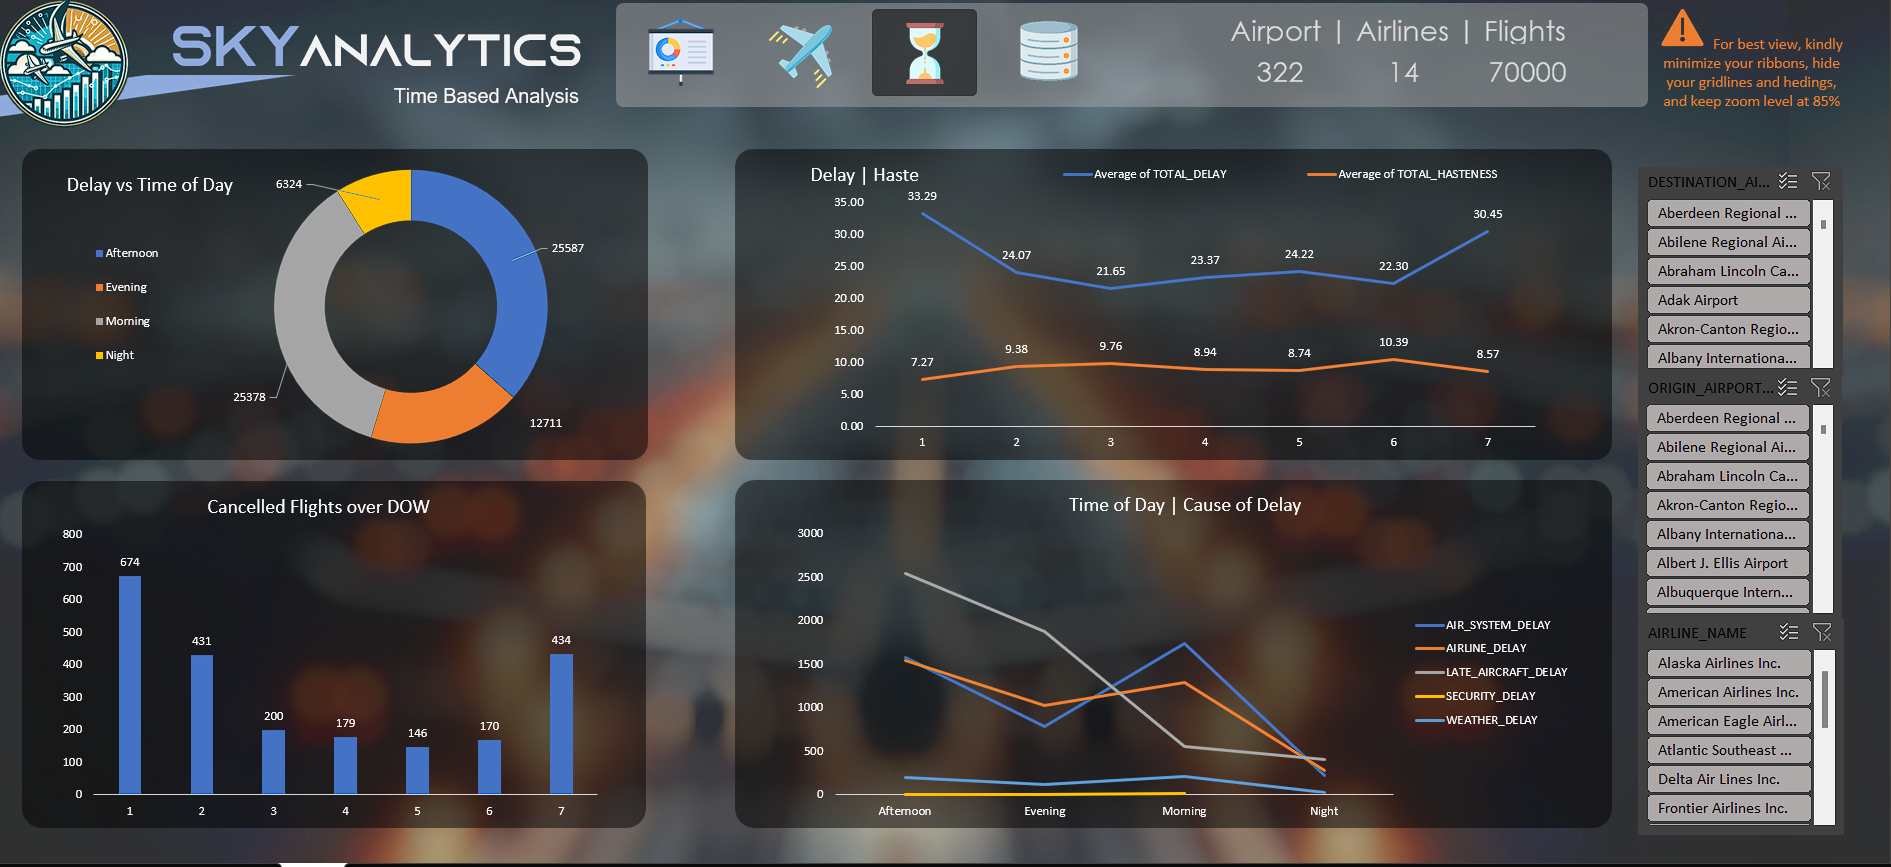 SKYANALYTICS
Time Based Analysis
Airport | Airlines | Flights
322 14 70000
For best view, kindly
minimize your ribbons, hide
your gridlines and hedings,
and keep zoom level at 85%
Delay vs Time of Day
6324
25587
25378
12711
Afternoon
Evening
Morning
Night
Delay | Haste
Average of TOTAL_DELAY
Average of TOTAL_HASTENESS
35.00
30.00
25.00
20.00
15.00
10.00
5.00
0.00
33.29
24.07
21.65
23.37
24.22
22.30
30.45
7.27
9.38
9.76
8.94
8.74
10.39
8.57
1 2 3 4 5 6 7
Cancelled Flights over DOW
800
700
600
500
400
300
200
100
0
674
431
200
179
146
170
434
1 2 3 4 5 6 7
Time of Day | Cause of Delay
3000
2500
2000
1500
1000
500
0
Afternoon Evening Morning Night
AIR_SYSTEM_DELAY
AIRLINE_DELAY
LATE_AIRCRAFT_DELAY
SECURITY_DELAY
WEATHER_DELAY
DESTINATION_AI...
Aberdeen Regional ...
Abilene Regional Ai...
Abraham Lincoln Ca...
Adak Airport
Akron-Canton Regio...
Albany Internationa...
ORIGIN_AIRPORT...
Aberdeen Regional ...
Abilene Regional Ai...
Abraham Lincoln Ca...
Akron-Canton Regio...
Albany Internationa...
Albert J. Ellis Airport
Albuquerque Intern...
AIRLINE_NAME
Alaska Airlines Inc.
American Airlines Inc.
American Eagle Airl...
Atlantic Southeast ...
Delta Air Lines Inc.
Frontier Airlines Inc.